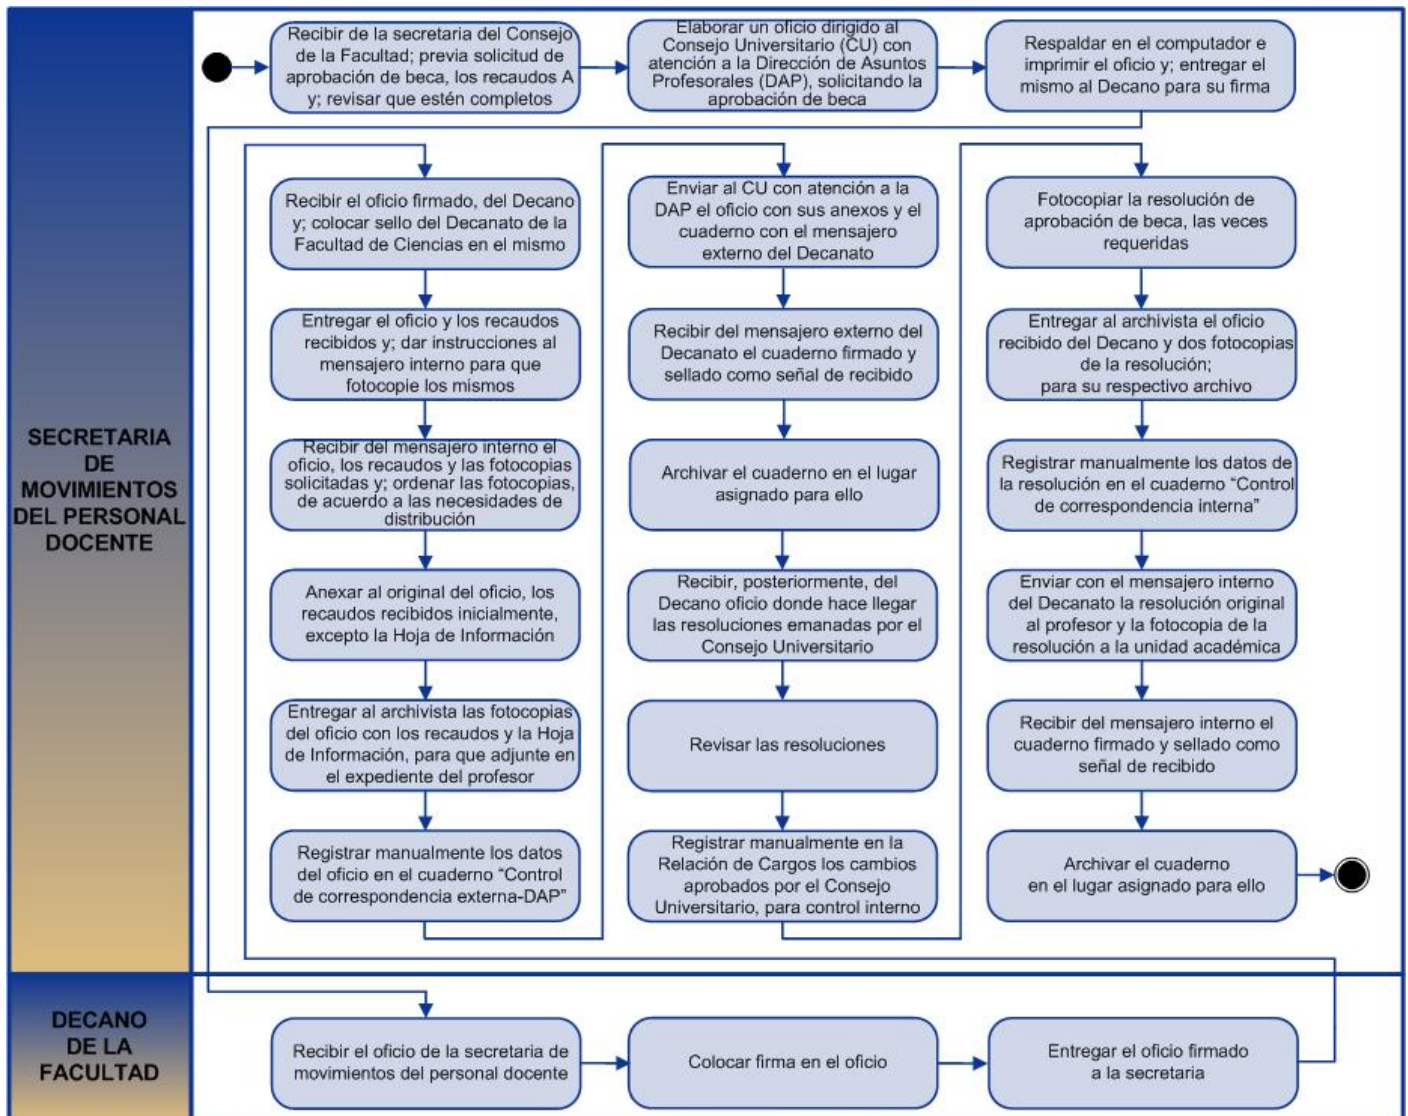 SECRETARIA
DE
MOVIMIENTOS
DEL PERSONAL
DOCENTE
Recibir de la secretaria del Consejo
de la Facultad; previa solicitud de
aprobación de beca, los recaudos A
y; revisar que estén completos
Elaborar un oficio dirigido al
Consejo Universitario (CU) con
atención a la Dirección de Asuntos
Profesorales (DAP), solicitando la
aprobación de beca
Respaldar en el computador e
imprimir el oficio y; entregar el
mismo al Decano para su firma
Recibir el oficio firmado, del Decano
y; colocar sello del Decanato de la
Facultad de Ciencias en el mismo
Entregar el oficio y los recaudos
recibidos y; dar instrucciones al
mensajero interno para que
fotocopie los mismos
Recibir del mensajero interno el
oficio, los recaudos y las fotocopias
solicitadas y; ordenar las fotocopias,
de acuerdo a las necesidades de
distribución
Anexar al original del oficio, los
recaudos recibidos inicialmente,
excepto la Hoja de Información
Entregar al archivista las fotocopias
del oficio con los recaudos y la Hoja
de Información, para que adjunte en
el expediente del profesor
Registrar manualmente los datos
del oficio en el cuaderno “Control
de correspondencia externa-DAP”
Enviar al CU con atención a la
DAP el oficio con sus anexos y el
cuaderno con el mensajero
externo del Decanato
Recibir del mensajero externo del
Decanato el cuaderno firmado y
sellado como señal de recibido
Archivar el cuaderno en el lugar
asignado para ello
Recibir, posteriormente, del
Decano oficio donde hace llegar
las resoluciones emanadas por el
Consejo Universitario
Revisar las resoluciones
Registrar manualmente en la
Relación de Cargos los cambios
aprobados por el Consejo
Universitario, para control interno
Fotocopiar la resolución de
aprobación de beca, las veces
requeridas
Entregar al archivista el oficio
recibido del Decano y dos fotocopias
de la resolución;
para su respectivo archivo
Registrar manualmente los datos de
la resolución en el cuaderno “Control
de correspondencia interna”
Enviar con el mensajero interno
del Decanato la resolución original
al profesor y la fotocopia de la
resolución a la unidad académica
Recibir del mensajero interno el
cuaderno firmado y sellado como
señal de recibido
Archivar el cuaderno
en el lugar asignado para ello
DECANO
DE LA
FACULTAD
Recibir el oficio de la secretaria de
movimientos del personal docente
Colocar firma en el oficio
Entregar el oficio firmado
a la secretaria